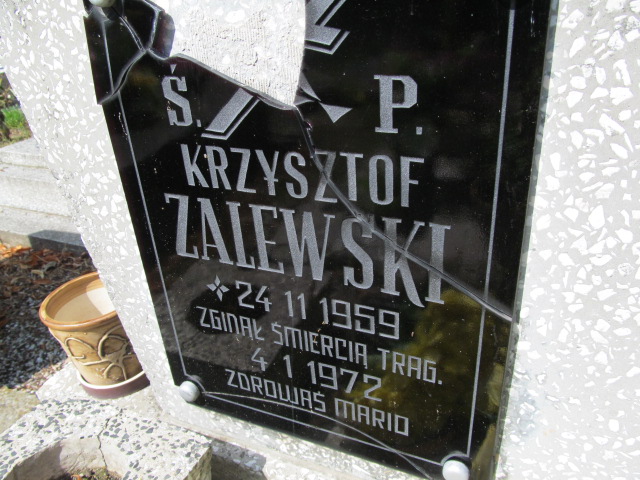 Ś. P.
KRZYSZTOF
ZALEWSKI
24 11 1959
ZGINĄŁ ŚMIERCIĄ TRAG.
4 1 1972
ZDROWAŚ MARIO